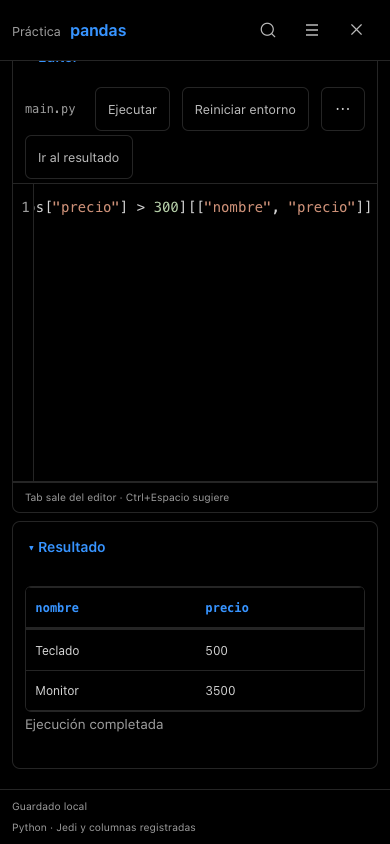 Práctica pandas
main.py Ejecutar Reiniciar entorno ...
Ir al resultado
1 s["precio"] > 300][["nombre", "precio"]]
Tab sale del editor · Ctrl+Espacio sugiere
▾ Resultado
nombre precio
Teclado 500
Monitor 3500
Ejecución completada
Guardado local
Python · Jedi y columnas registradas